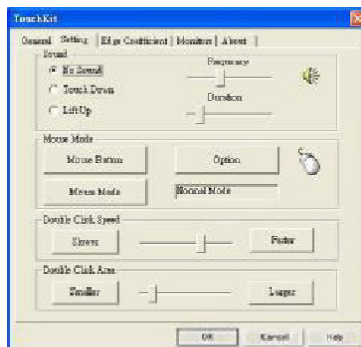 TouchKit
General Setting Edge Coefficient Monitors About
Sound
No Sound
Touch Down
Lift Up
Frequency
Duration
Mouse Mode
Mouse Button
Option
Mouse Mode
Normal Mode
Double Click Speed
Slower
Faster
Double Click Area
Smaller
Larger
OK
Cancel
Help